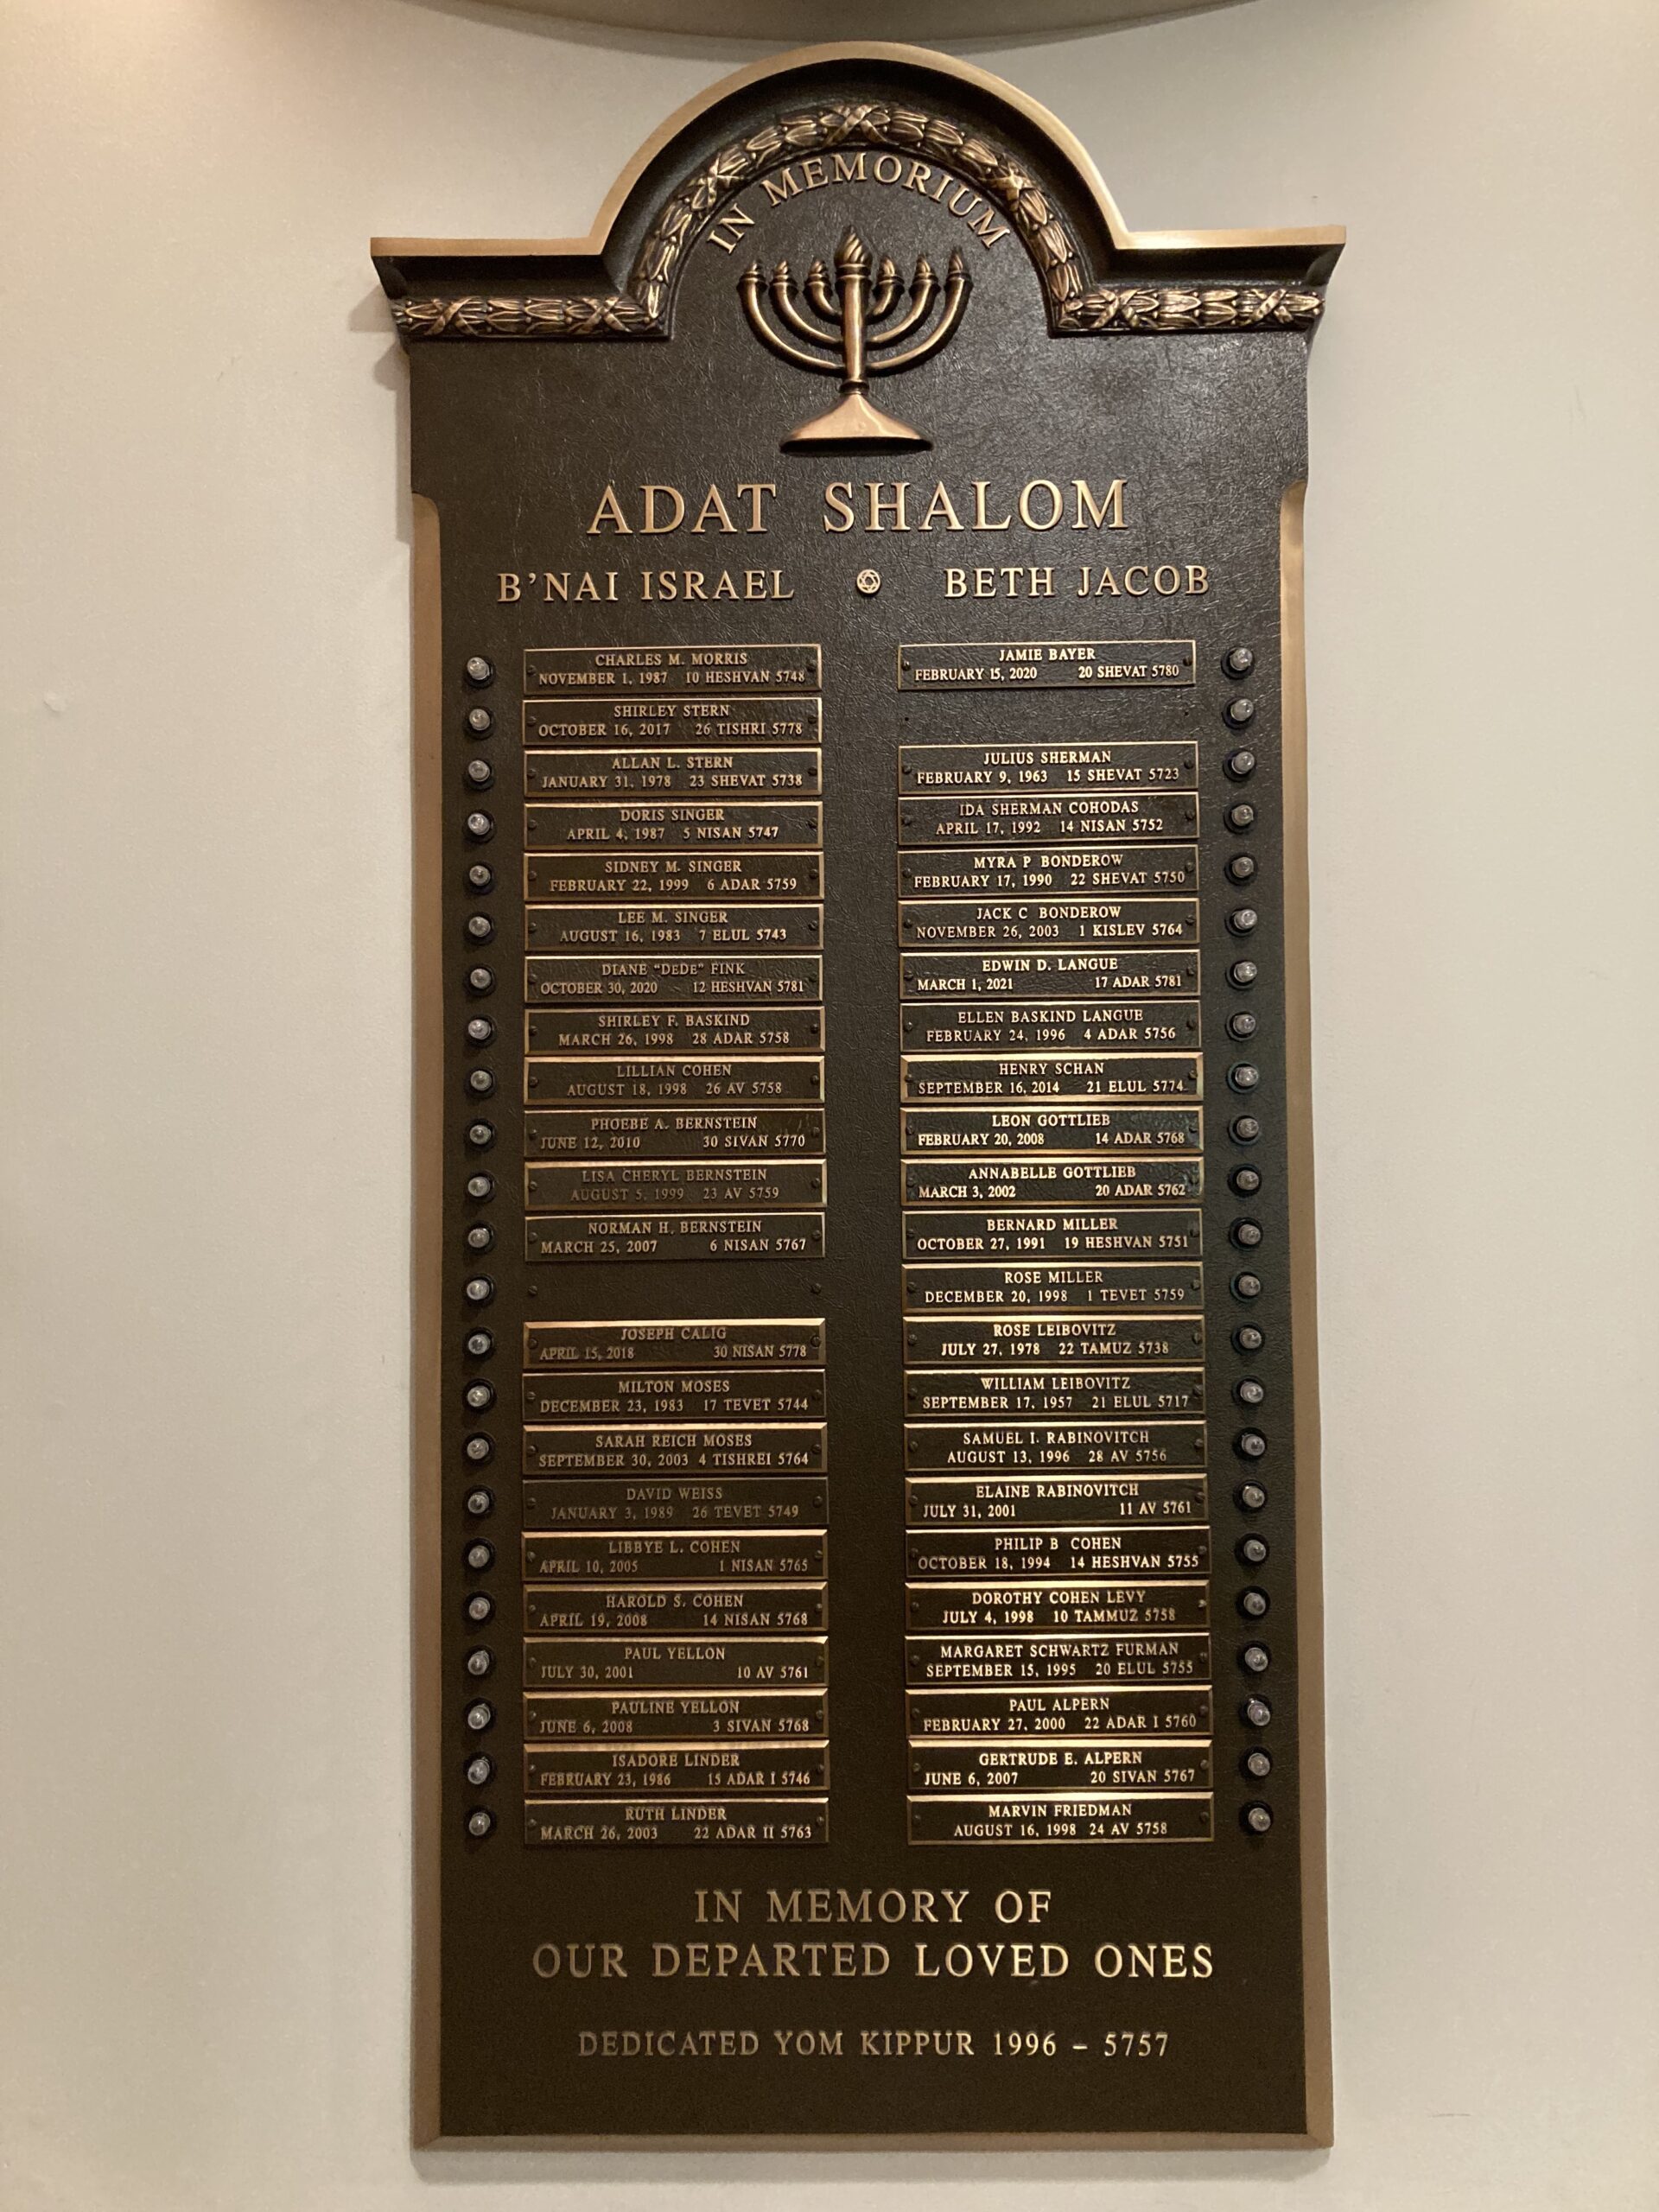 IN MEMORIUM
ADAT SHALOM
B'NAI ISRAEL BETH JACOB
CHARLES M. MORRIS
NOVEMBER 1, 1987 10 HESHVAN 5748
SHIRLEY STERN
OCTOBER 16, 2017 26 TISHRI 5778
ALLAN L. STERN
JANUARY 31, 1978 23 SHEVAT 5738
DORIS SINGER
APRIL 4, 1987 5 NISAN 5747
SIDNEY M. SINGER
FEBRUARY 22, 1999 6 ADAR 5759
LEE M. SINGER
AUGUST 16, 1983 7 ELUL 5743
DIANE "DEDE" FINK
OCTOBER 30, 2020 12 HESHVAN 5781
SHIRLEY F. BASKIND
MARCH 26, 1998 28 ADAR 5758
LILLIAN COHEN
AUGUST 18, 1998 26 AV 5758
PHOEBE A. BERNSTEIN
JUNE 12, 2010 30 SIVAN 5770
LISA CHERYL BERNSTEIN
AUGUST 5, 1999 23 AV 5759
NORMAN H. BERNSTEIN
MARCH 25, 2007 6 NISAN 5767
JOSEPH CALIG
APRIL 15, 2018 30 NISAN 5778
MILTON MOSES
DECEMBER 23, 1983 17 TEVET 5744
SARAH REICH MOSES
SEPTEMBER 30, 2003 4 TISHREI 5764
DAVID WEISS
JANUARY 3, 1989 26 TEVET 5749
LIBBYE L. COHEN
APRIL 10, 2005 1 NISAN 5765
HAROLD S. COHEN
APRIL 19, 2008 14 NISAN 5768
PAUL YELLON
JULY 30, 2001 10 AV 5761
PAULINE YELLON
JUNE 6, 2008 3 SIVAN 5768
ISADORE LINDER
FEBRUARY 23, 1986 15 ADAR I 5746
RUTH LINDER
MARCH 26, 2003 22 ADAR II 5763
JAMIE BAYER
FEBRUARY 15, 2020 20 SHEVAT 5780
JULIUS SHERMAN
FEBRUARY 9, 1963 15 SHEVAT 5723
IDA SHERMAN COHODAS
APRIL 17, 1992 14 NISAN 5752
MYRA P BONDEROW
FEBRUARY 17, 1990 22 SHEVAT 5750
JACK C BONDEROW
NOVEMBER 26, 2003 1 KISLEV 5764
EDWIN D. LANGUE
MARCH 1, 2021 17 ADAR 5781
ELLEN BASKIND LANGUE
FEBRUARY 24, 1996 4 ADAR 5756
HENRY SCHAN
SEPTEMBER 16, 2014 21 ELUL 5774
LEON GOTTLIEB
FEBRUARY 20, 2008 14 ADAR 5768
ANNABELLE GOTTLIEB
MARCH 3, 2002 20 ADAR 5762
BERNARD MILLER
OCTOBER 27, 1991 19 HESHVAN 5751
ROSE MILLER
DECEMBER 20, 1998 1 TEVET 5759
ROSE LEIBOVITZ
JULY 27, 1978 22 TAMUZ 5738
WILLIAM LEIBOVITZ
SEPTEMBER 17, 1957 21 ELUL 5717
SAMUEL I. RABINOVITCH
AUGUST 13, 1996 28 AV 5756
ELAINE RABINOVITCH
JULY 31, 2001 11 AV 5761
PHILIP B COHEN
OCTOBER 18, 1994 14 HESHVAN 5755
DOROTHY COHEN LEVY
JULY 4, 1998 10 TAMMUZ 5758
MARGARET SCHWARTZ FURMAN
SEPTEMBER 15, 1995 20 ELUL 5755
PAUL ALPERN
FEBRUARY 27, 2000 22 ADAR I 5760
GERTRUDE E. ALPERN
JUNE 6, 2007 20 SIVAN 5767
MARVIN FRIEDMAN
AUGUST 16, 1998 24 AV 5758
IN MEMORY OF
OUR DEPARTED LOVED ONES
DEDICATED YOM KIPPUR 1996 – 5757